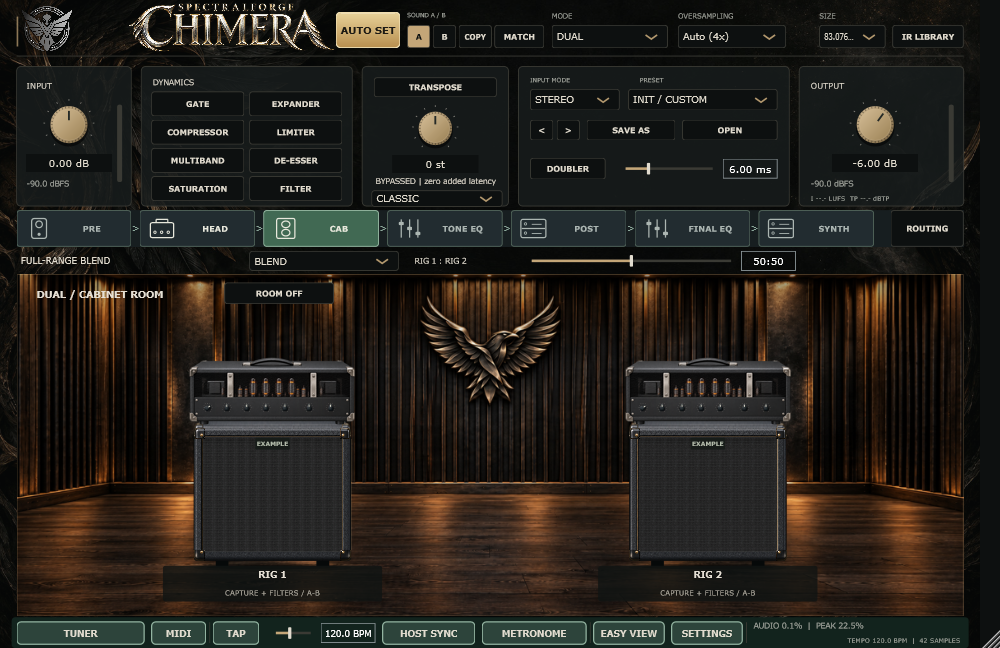 SPECTRALFORGE
CHIMERA
AUTO SET
SOUND A / B
A
B
COPY
MATCH
MODE
DUAL
OVERSAMPLING
Auto (4x)
SIZE
83.076...
IR LIBRARY
INPUT
0.00 dB
-90.0 dBFS
DYNAMICS
GATE
EXPANDER
COMPRESSOR
LIMITER
MULTIBAND
DE-ESSER
SATURATION
FILTER
TRANSPOSE
0 st
BYPASSED | zero added latency
CLASSIC
INPUT MODE
PRESET
STEREO
INIT / CUSTOM
<
>
SAVE AS
OPEN
DOUBLER
6.00 ms
OUTPUT
-6.00 dB
-90.0 dBFS
I --.- LUFS TP --.- dBTP
PRE
>
HEAD
>
CAB
>
TONE EQ
>
POST
>
FINAL EQ
>
SYNTH
ROUTING
FULL-RANGE BLEND
BLEND
RIG 1 : RIG 2
50:50
DUAL / CABINET ROOM
ROOM OFF
EXAMPLE
EXAMPLE
RIG 1
CAPTURE + FILTERS / A-B
RIG 2
CAPTURE + FILTERS / A-B
TUNER
MIDI
TAP
120.0 BPM
HOST SYNC
METRONOME
EASY VIEW
SETTINGS
AUDIO 0.1% | PEAK 22.5%
TEMPO 120.0 BPM | 42 SAMPLES